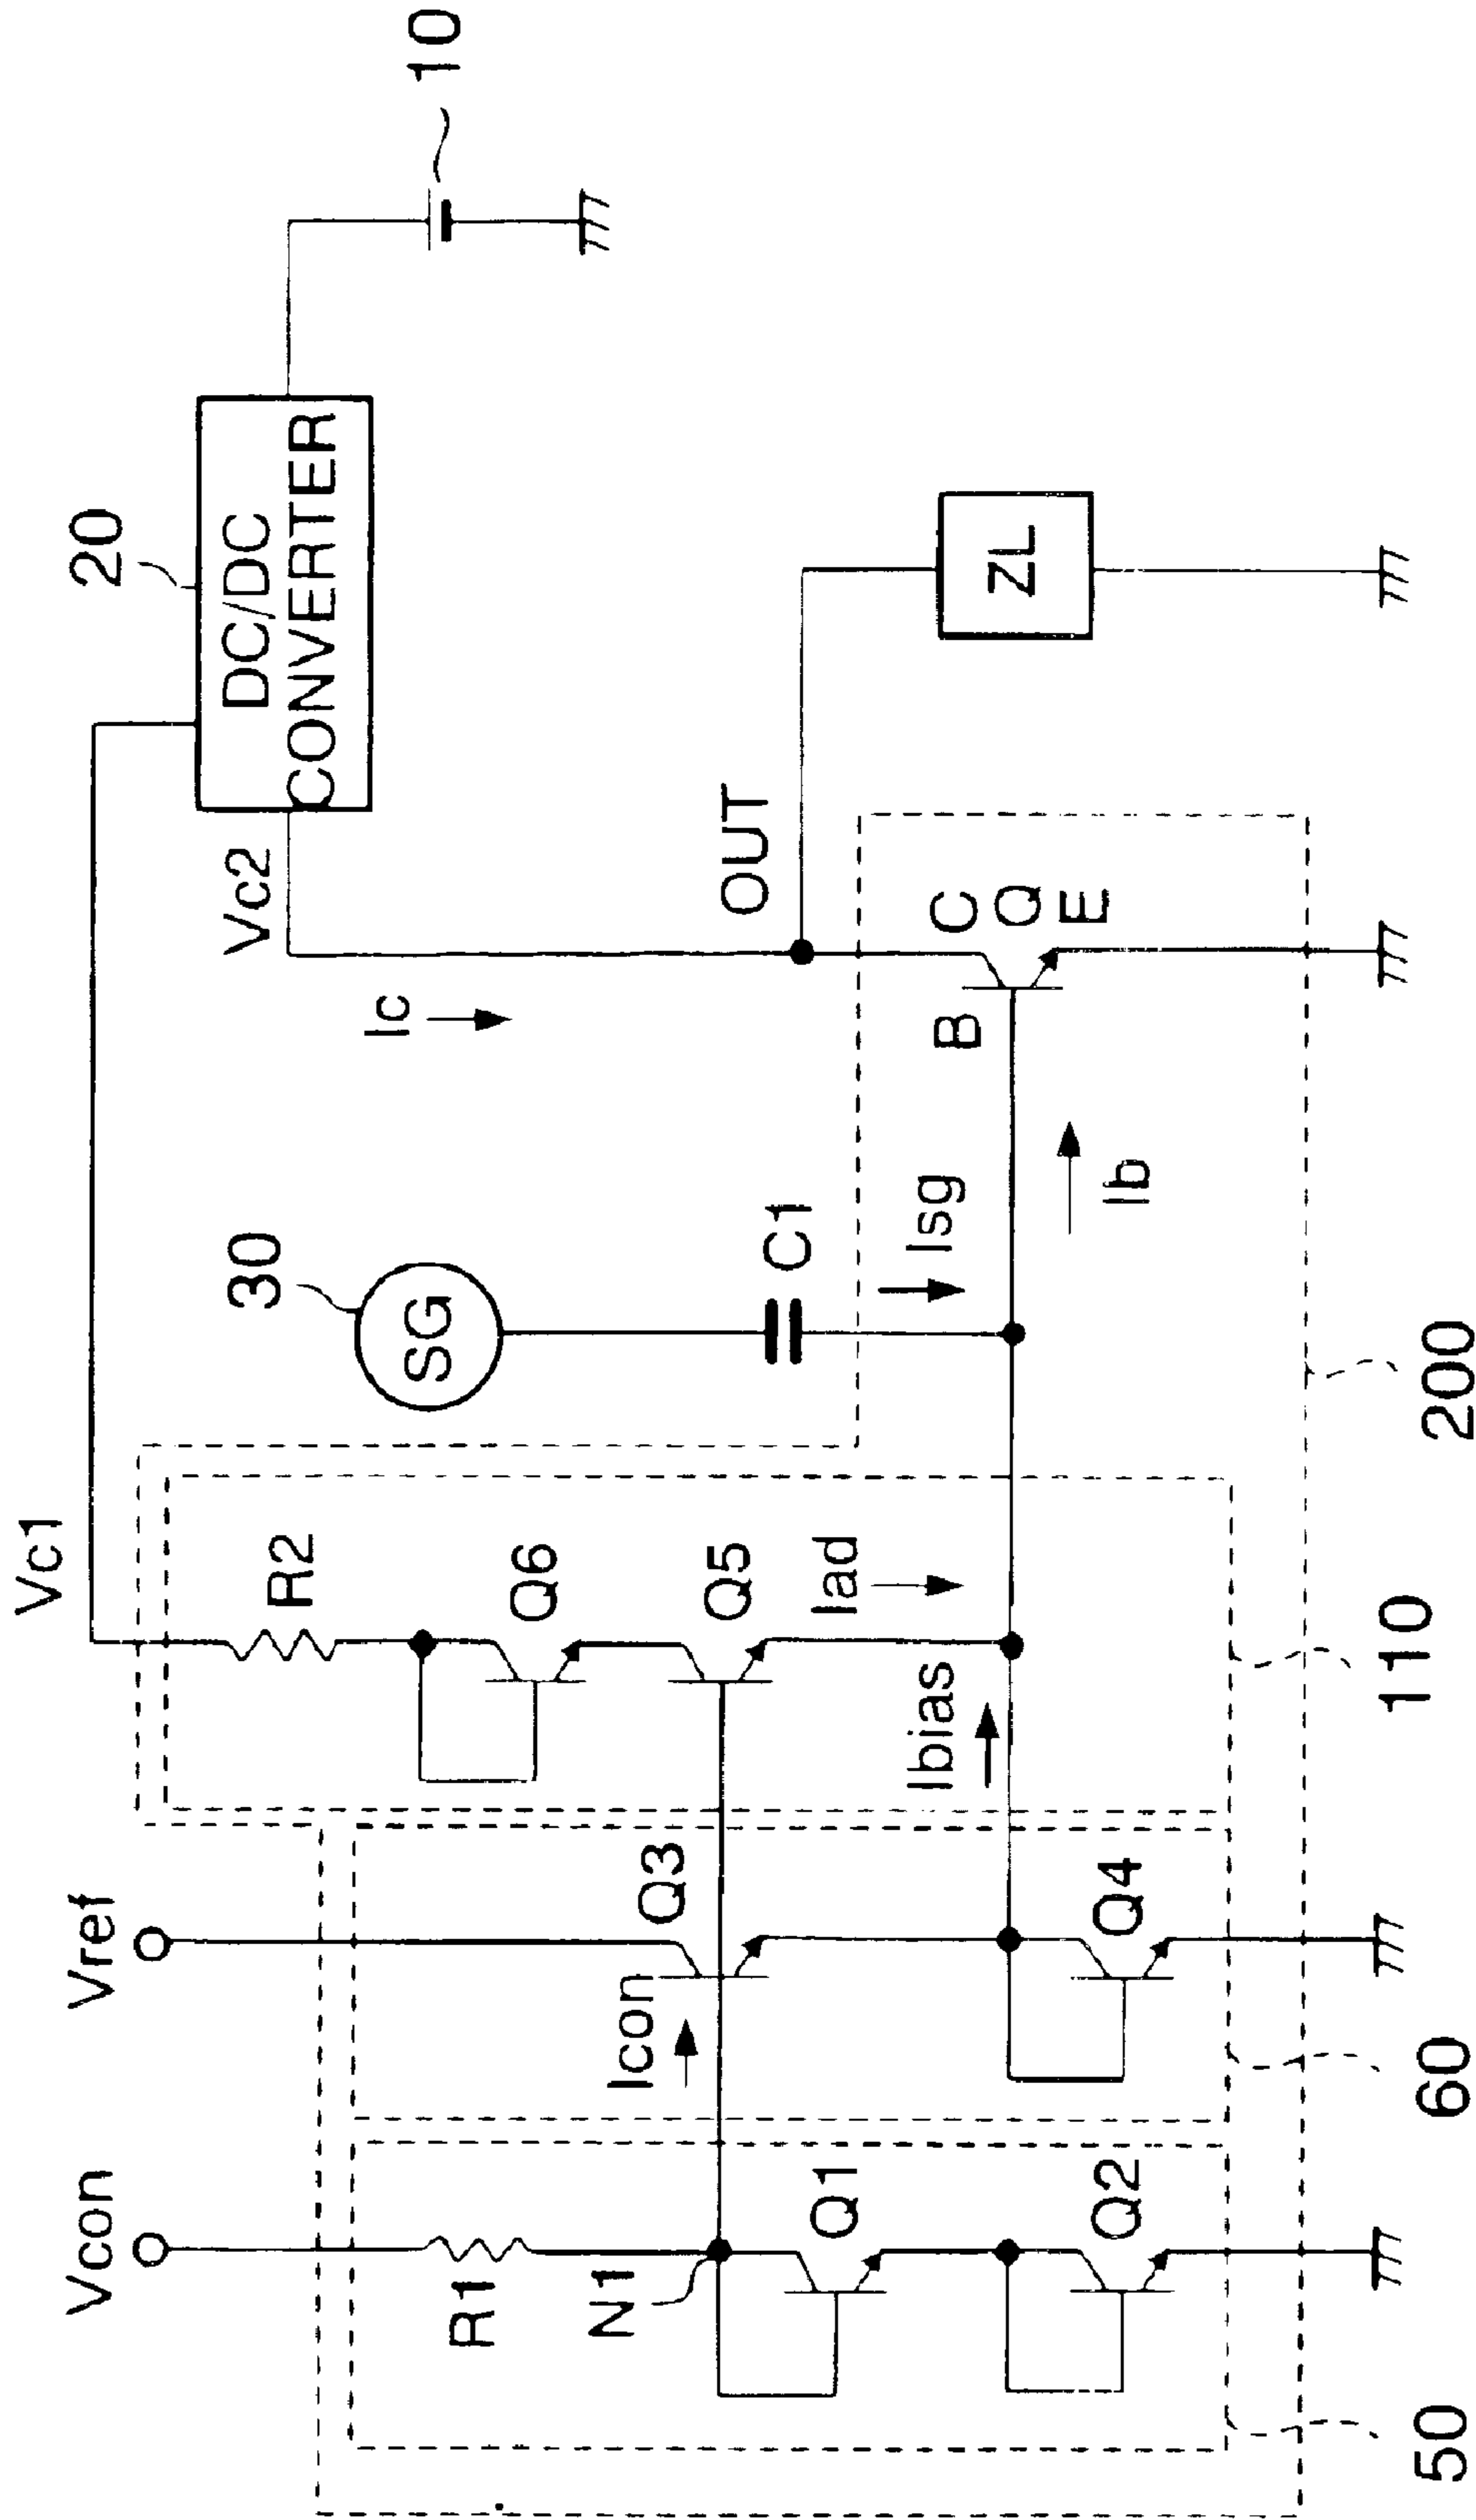 Vcon
Vref
Vc1
20
10
DC/DC
CONVERTER
Vc2
R2
30
SG
Ic
R1
N1
Icon
Q3
Q6
Q5
Iad
C1
OUT
Ibias
Isg
B
C
Q
E
ZL
Ib
Q1
Q2
Q4
50
60
110
200